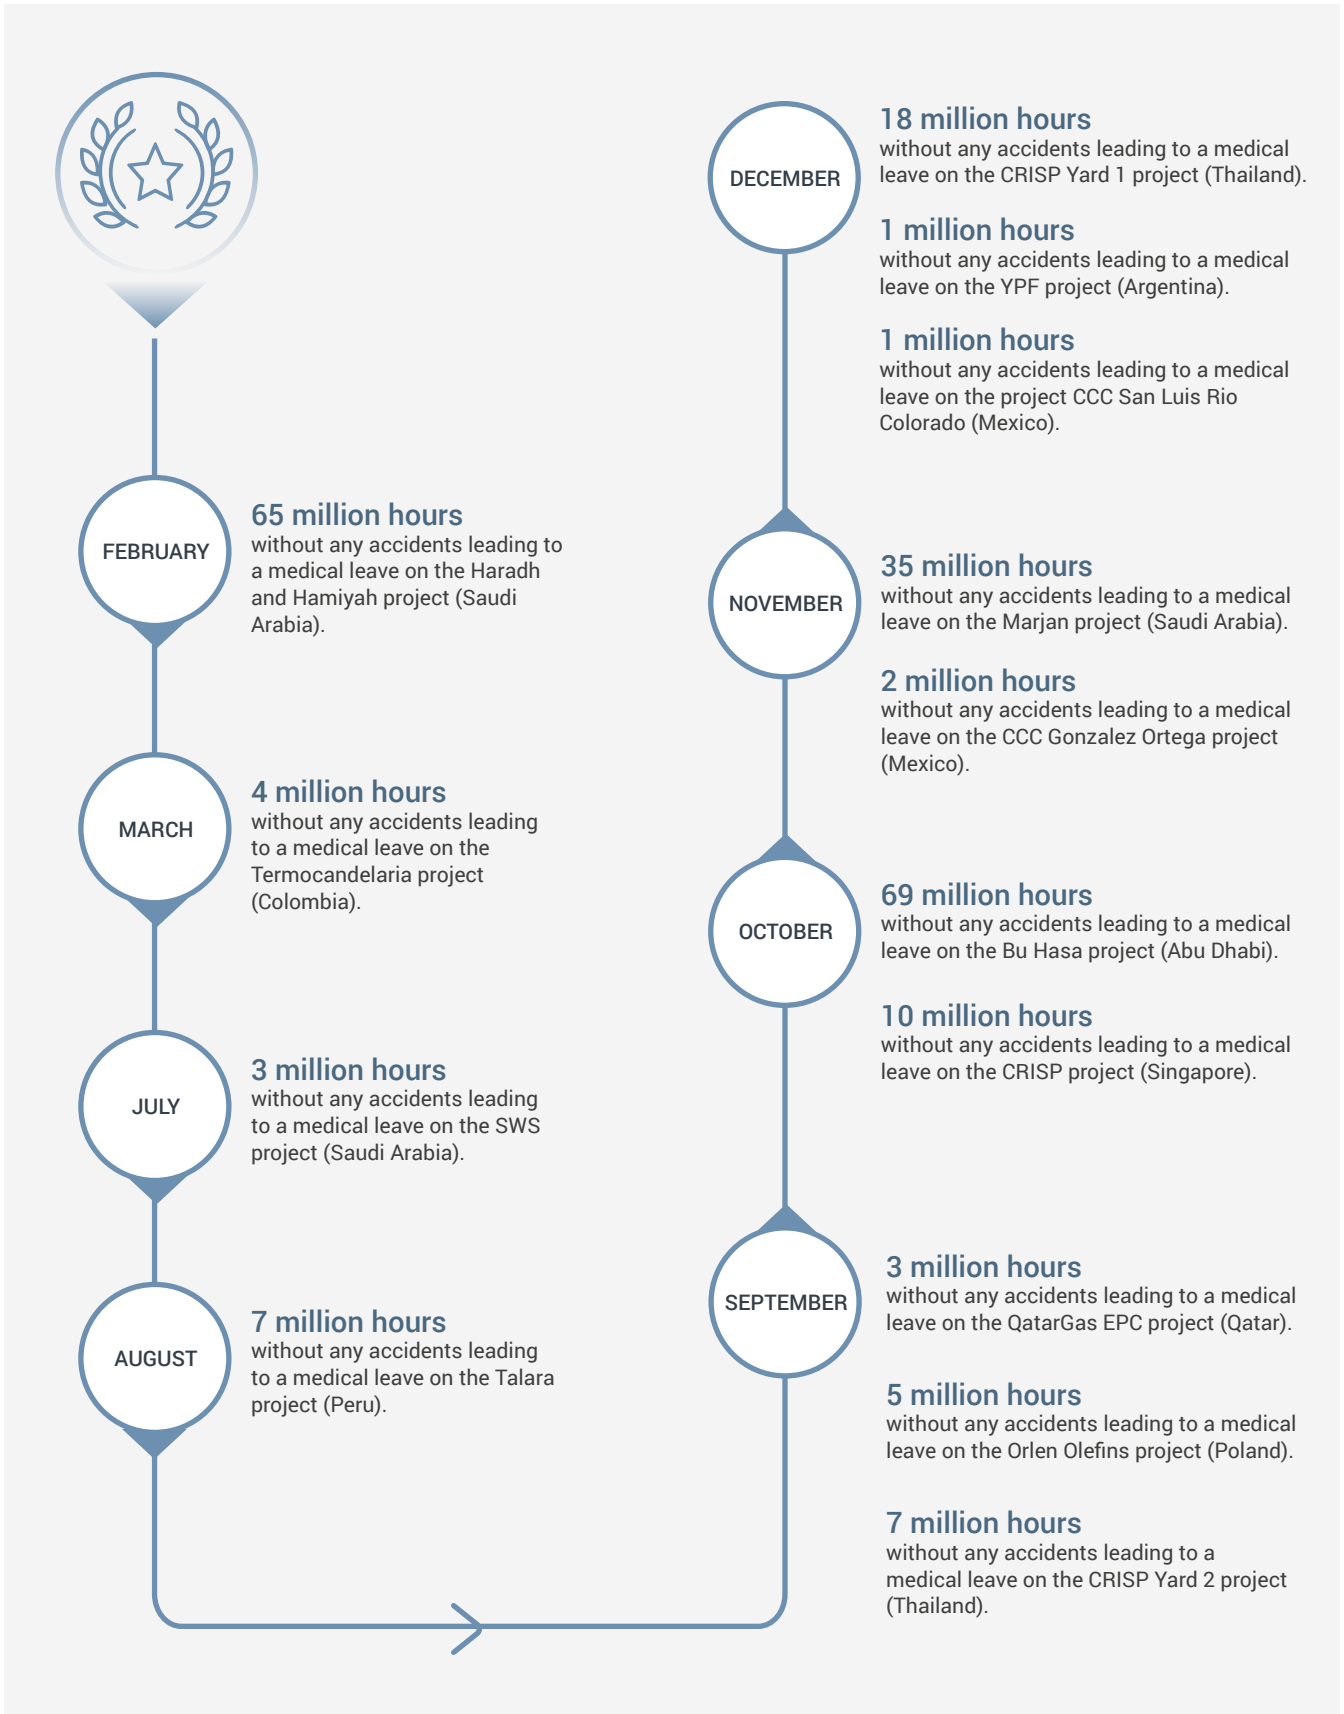 FEBRUARY
65 million hours
without any accidents leading to
a medical leave on the Haradh
and Hamiyah project (Saudi
Arabia).
MARCH
4 million hours
without any accidents leading
to a medical leave on the
Termocandelaria project
(Colombia).
JULY
3 million hours
without any accidents leading
to a medical leave on the SWS
project (Saudi Arabia).
AUGUST
7 million hours
without any accidents leading
to a medical leave on the Talara
project (Peru).
SEPTEMBER
3 million hours
without any accidents leading to a medical
leave on the QatarGas EPC project (Qatar).
5 million hours
without any accidents leading to a medical
leave on the Orlen Olefins project (Poland).
7 million hours
without any accidents leading to a
medical leave on the CRISP Yard 2 project
(Thailand).
OCTOBER
69 million hours
without any accidents leading to a medical
leave on the Bu Hasa project (Abu Dhabi).
10 million hours
without any accidents leading to a medical
leave on the CRISP project (Singapore).
NOVEMBER
35 million hours
without any accidents leading to a medical
leave on the Marjan project (Saudi Arabia).
2 million hours
without any accidents leading to a medical
leave on the CCC Gonzalez Ortega project
(Mexico).
DECEMBER
18 million hours
without any accidents leading to a medical
leave on the CRISP Yard 1 project (Thailand).
1 million hours
without any accidents leading to a medical
leave on the YPF project (Argentina).
1 million hours
without any accidents leading to a medical
leave on the project CCC San Luis Rio
Colorado (Mexico).